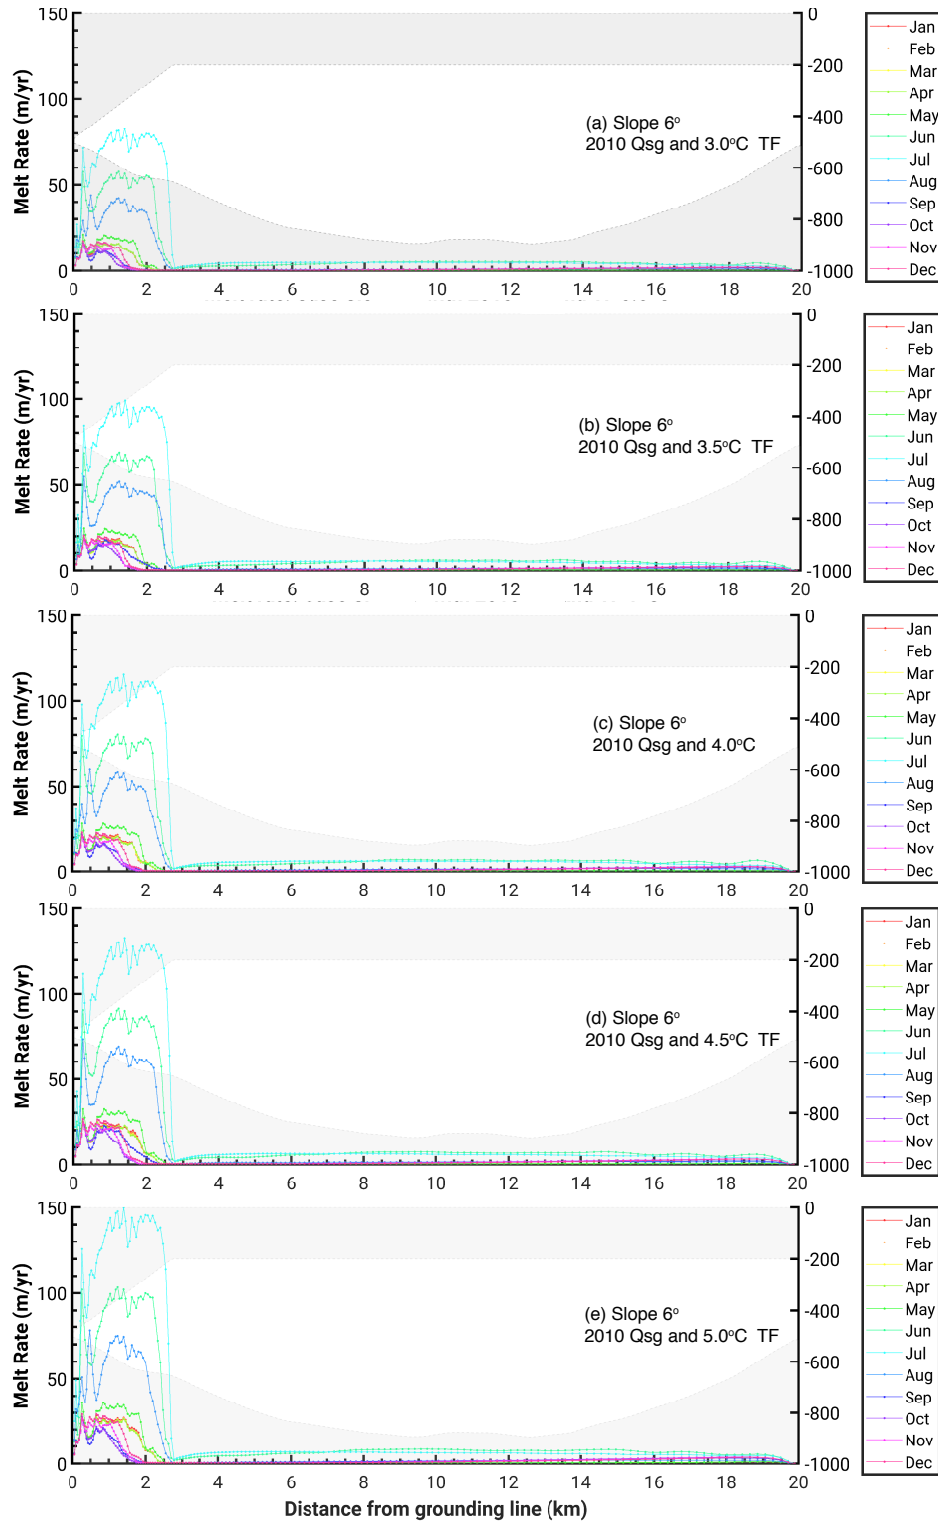 150
100
50
0
Melt Rate (m/yr)
0 2 4 6 8 10 12 14 16 18 20
0
-200
-400
-600
-800
-1000
(a) Slope 6°
2010 Qsg and 3.0°C TF
Jan
Feb
Mar
Apr
May
Jun
Jul
Aug
Sep
Oct
Nov
Dec
150
100
50
0
Melt Rate (m/yr)
0 2 4 6 8 10 12 14 16 18 20
0
-200
-400
-600
-800
-1000
(b) Slope 6°
2010 Qsg and 3.5°C TF
Jan
Feb
Mar
Apr
May
Jun
Jul
Aug
Sep
Oct
Nov
Dec
150
100
50
0
Melt Rate (m/yr)
0 2 4 6 8 10 12 14 16 18 20
0
-200
-400
-600
-800
-1000
(c) Slope 6°
2010 Qsg and 4.0°C
Jan
Feb
Mar
Apr
May
Jun
Jul
Aug
Sep
Oct
Nov
Dec
150
100
50
0
Melt Rate (m/yr)
0 2 4 6 8 10 12 14 16 18 20
0
-200
-400
-600
-800
-1000
(d) Slope 6°
2010 Qsg and 4.5°C TF
Jan
Feb
Mar
Apr
May
Jun
Jul
Aug
Sep
Oct
Nov
Dec
150
100
50
0
Melt Rate (m/yr)
0 2 4 6 8 10 12 14 16 18 20
0
-200
-400
-600
-800
-1000
(e) Slope 6°
2010 Qsg and 5.0°C TF
Jan
Feb
Mar
Apr
May
Jun
Jul
Aug
Sep
Oct
Nov
Dec
Distance from grounding line (km)